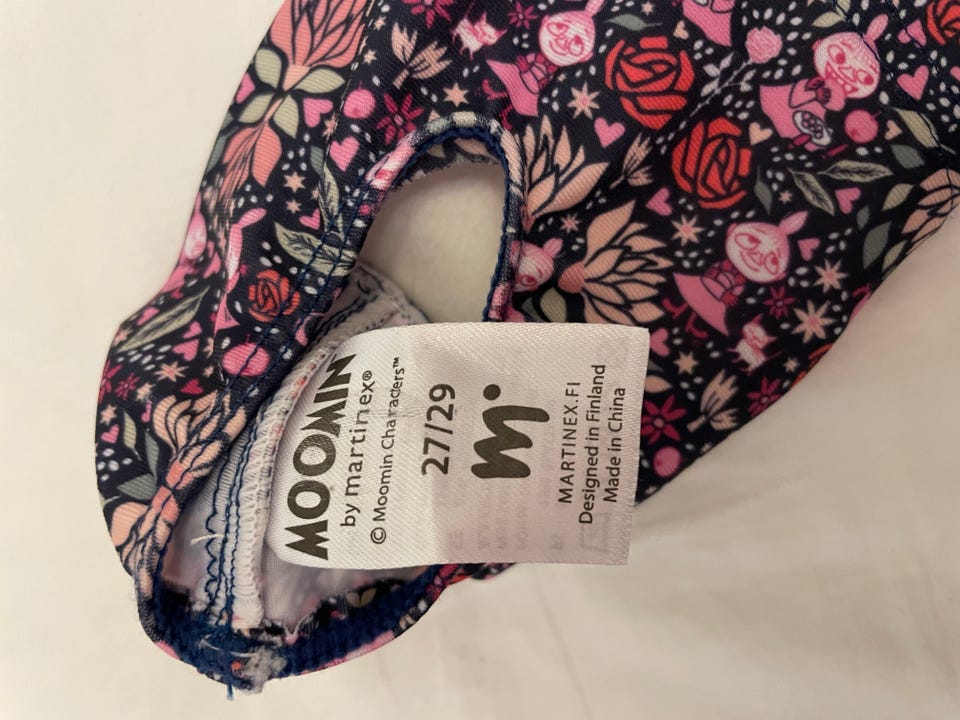 MOOMIN
by martinex®
© Moomin Characters™
27/29
m.
MARTINEX.FI
Designed in Finland
Made in China